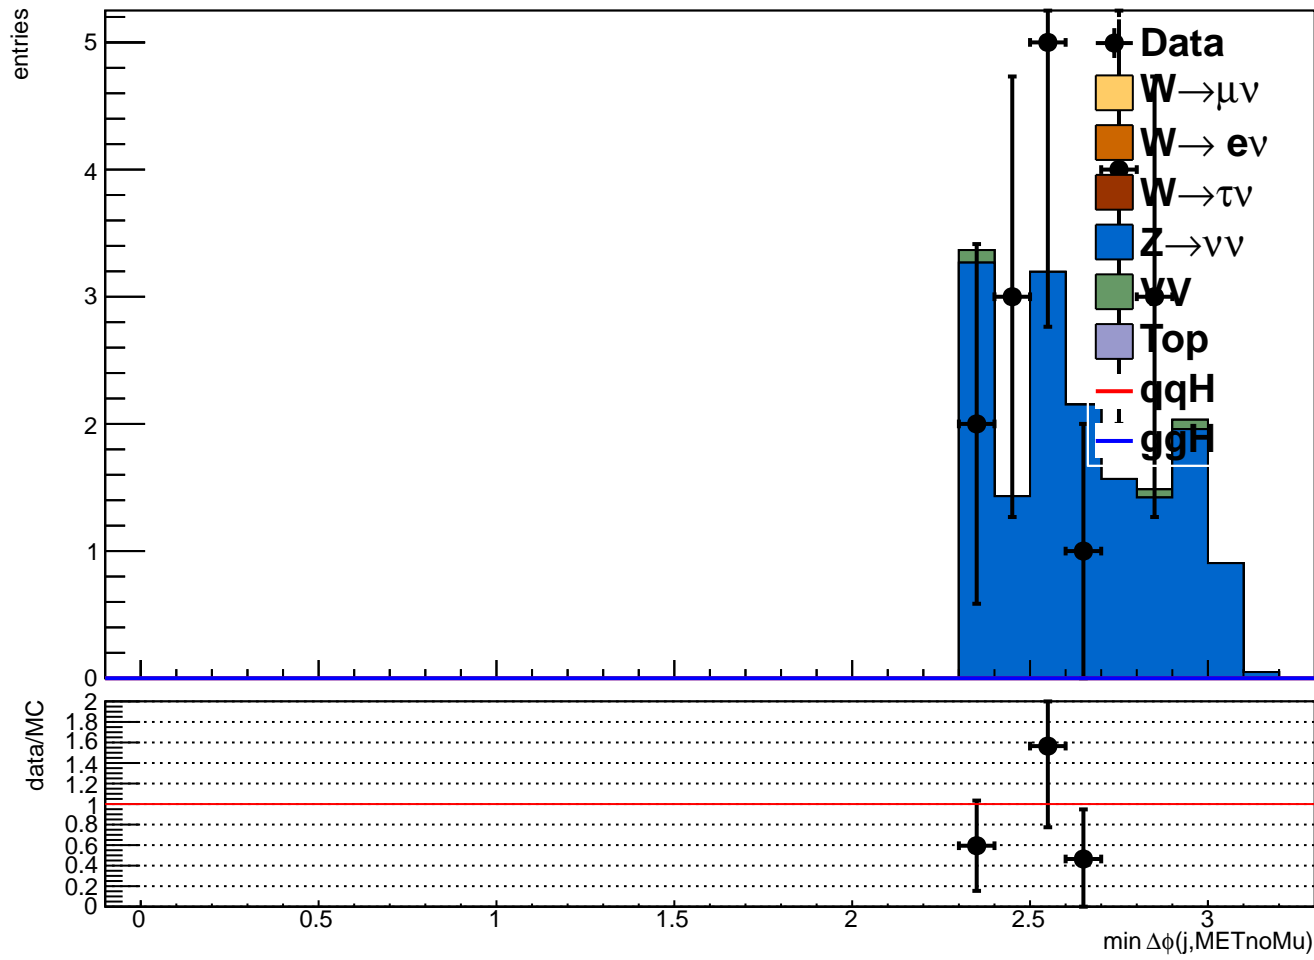 entries
5
4
3
2
1
0
Data
W→μν
W→ eν
W→τν
Z→νν
VV
Top
qqH
ggH
data/MC
2
1.8
1.6
1.4
1.2
1
0.8
0.6
0.4
0.2
0
0 0.5 1 1.5 2 2.5 3
min Δϕ(j,METnoMu)